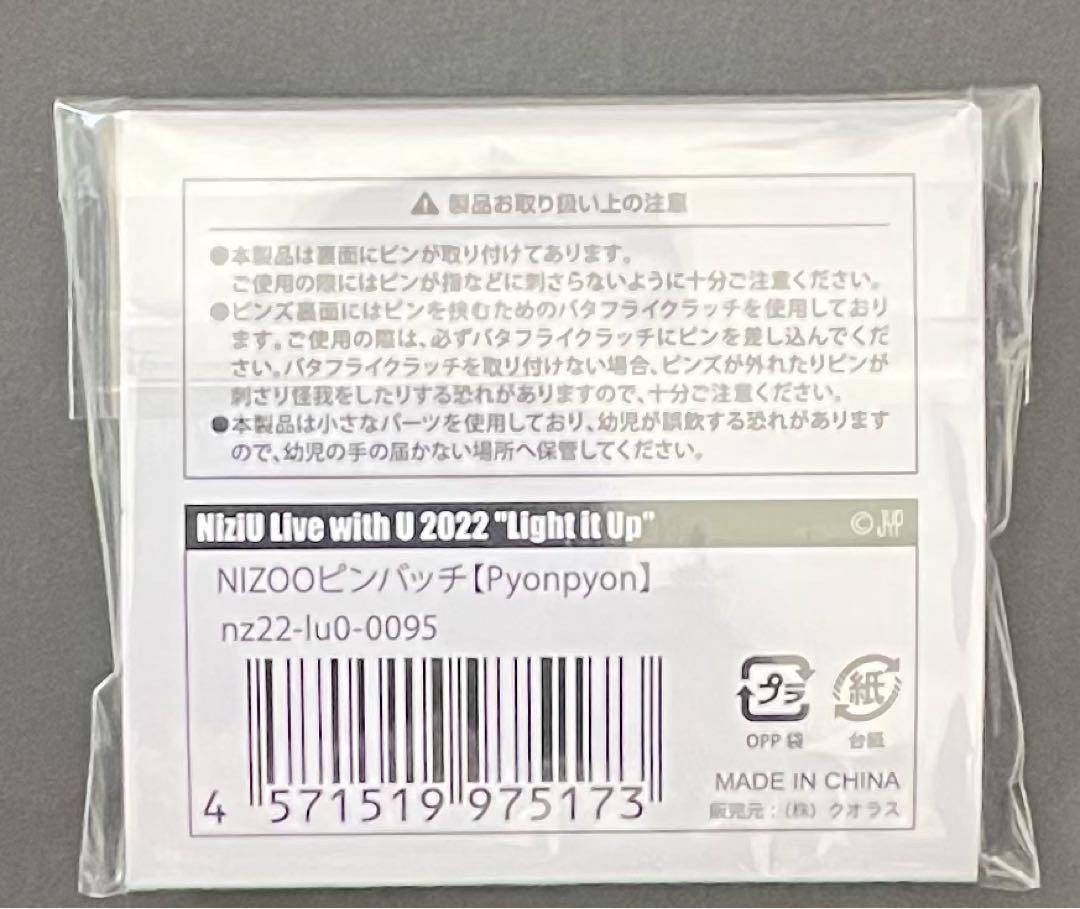 ⚠ 製品お取り扱い上の注意
●本製品は裏面にピンが取り付けてあります。
ご使用の際にはピンが指などに刺さらないように十分ご注意ください。
●ピンズ裏面にはピンを挟むためのバタフライクラッチを使用しており
ます。ご使用の際は、必ずバタフライクラッチにピンを差し込んでくだ
さい。バタフライクラッチを取り付けない場合、ピンズが外れたりピンが
刺さり怪我をしたりする恐れがありますので、十分ご注意ください。
●本製品は小さなパーツを使用しており、幼児が誤飲する恐れがあります
ので、幼児の手の届かない場所へ保管してください。
NiziU Live with U 2022 "Light it Up" © JYP
NIZOOピンバッチ【Pyonpyon】
nz22-lu0-0095
4 571519 975173
プラ 紙
OPP 袋 台紙
MADE IN CHINA
販売元：（株）クオラス